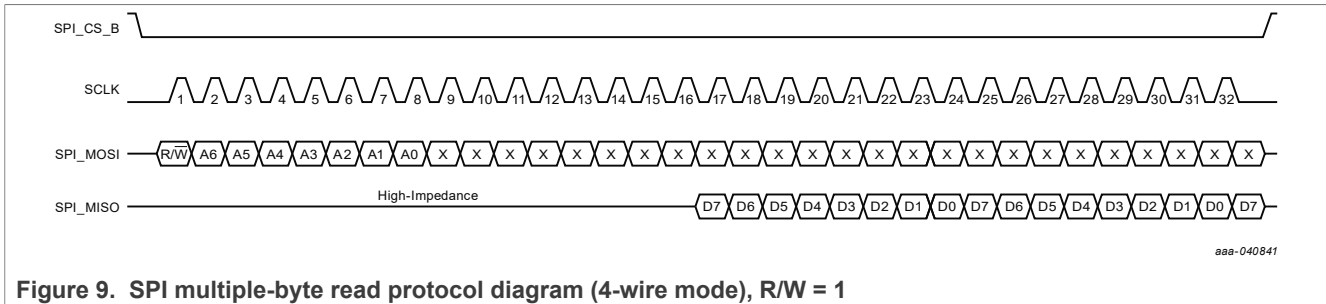 SPI_CS_B
SCLK 1 2 3 4 5 6 7 8 9 10 11 12 13 14 15 16 17 18 19 20 21 22 23 24 25 26 27 28 29 30 31 32
SPI_MOSI R/W̅ A6 A5 A4 A3 A2 A1 A0 X X X X X X X X X X X X X X X X X X X X X X X X X
High-Impedance
SPI_MISO D7 D6 D5 D4 D3 D2 D1 D0 D7 D6 D5 D4 D3 D2 D1 D0 D7
aaa-040841
Figure 9. SPI multiple-byte read protocol diagram (4-wire mode), R/W = 1